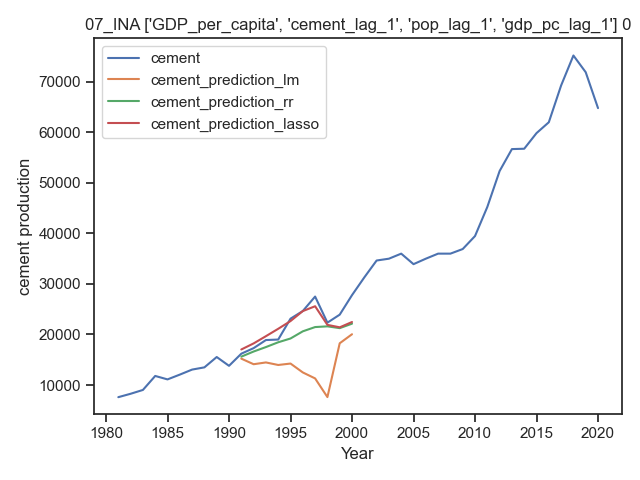 07_INA ['GDP_per_capita', 'cement_lag_1', 'pop_lag_1', 'gdp_pc_lag_1'] 0
cement
cement_prediction_lm
cement_prediction_rr
cement_prediction_lasso
cement production
70000
60000
50000
40000
30000
20000
10000
1980 1985 1990 1995 2000 2005 2010 2015 2020
Year